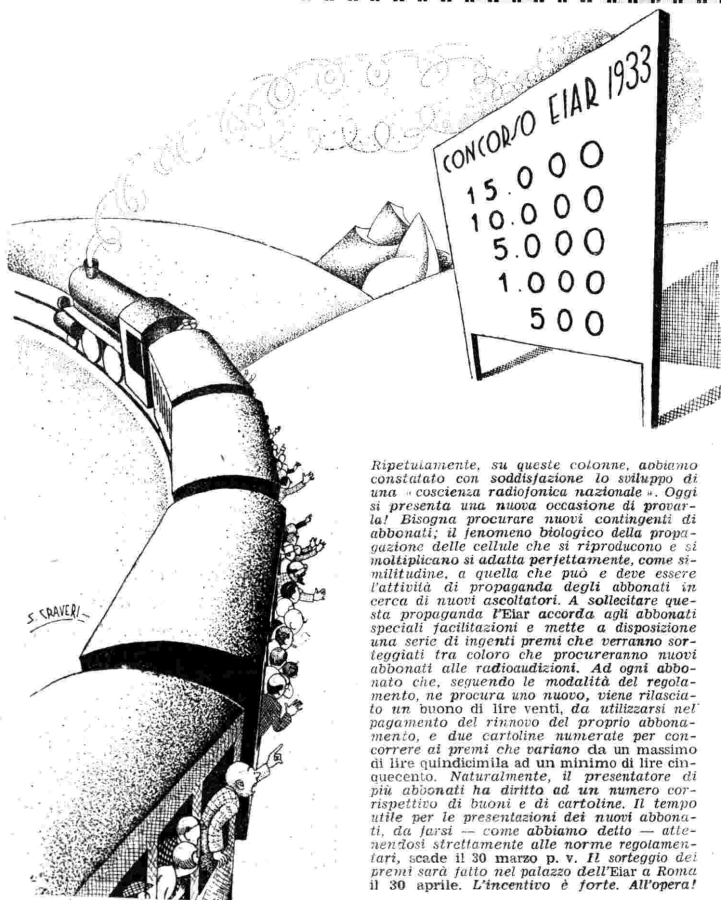 CONCORSO EIAR 1933
15.000
10.000
5.000
1.000
500
S. CRAVERI
Ripetutamente, su queste colonne, abbiamo
constatato con soddisfazione lo sviluppo di
una « coscienza radiofonica nazionale ». Oggi
si presenta una nuova occasione di provar-
la! Bisogna procurare nuovi contingenti di
abbonati; il fenomeno biologico della propa-
gazione delle cellule che si riproducono e si
moltiplicano si adatta perfettamente, come si-
militudine, a quella che può e deve essere
l'attività di propaganda degli abbonati in
cerca di nuovi ascoltatori. A sollecitare que-
sta propaganda l'Eiar accorda agli abbonati
speciali facilitazioni e mette a disposizione
una serie di ingenti premi che verranno sor-
teggiati tra coloro che procureranno nuovi
abbonati alle radioaudizioni. Ad ogni abbo-
nato che, seguendo le modalità del regola-
mento, ne procura uno nuovo, viene rilascia-
to un buono di lire venti, da utilizzarsi nel
pagamento del rinnovo del proprio abbona-
mento, e due cartoline numerate per con-
correre ai premi che variano da un massimo
di lire quindicimila ad un minimo di lire cin-
quecento. Naturalmente, il presentatore di
più abbonati ha diritto ad un numero cor-
rispettivo di buoni e di cartoline. Il tempo
utile per le presentazioni dei nuovi abbona-
ti, da farsi — come abbiamo detto — atte-
nendosi strettamente alle norme regolamen-
tari, scade il 30 marzo p. v. Il sorteggio dei
premi sarà fatto nel palazzo dell'Eiar a Roma
il 30 aprile. L'incentivo è forte. All'opera!